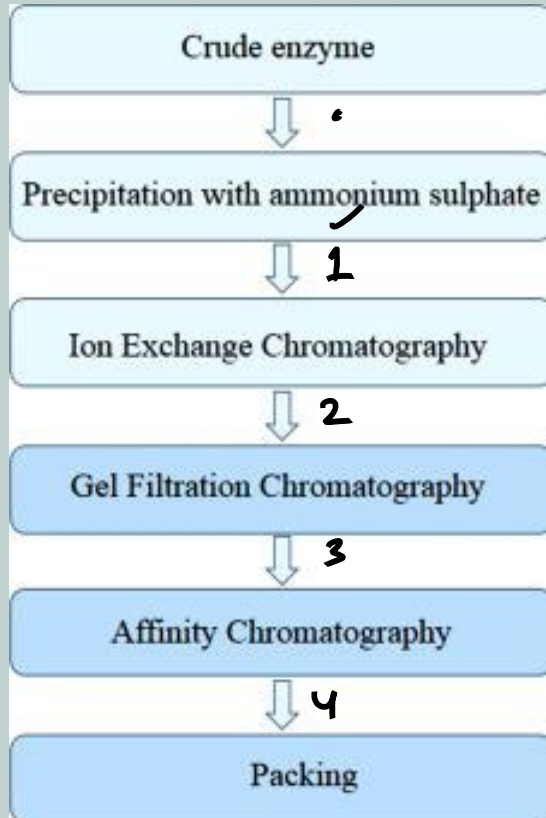 Crude enzyme
Precipitation with ammonium sulphate
1
Ion Exchange Chromatography
2
Gel Filtration Chromatography
3
Affinity Chromatography
4
Packing